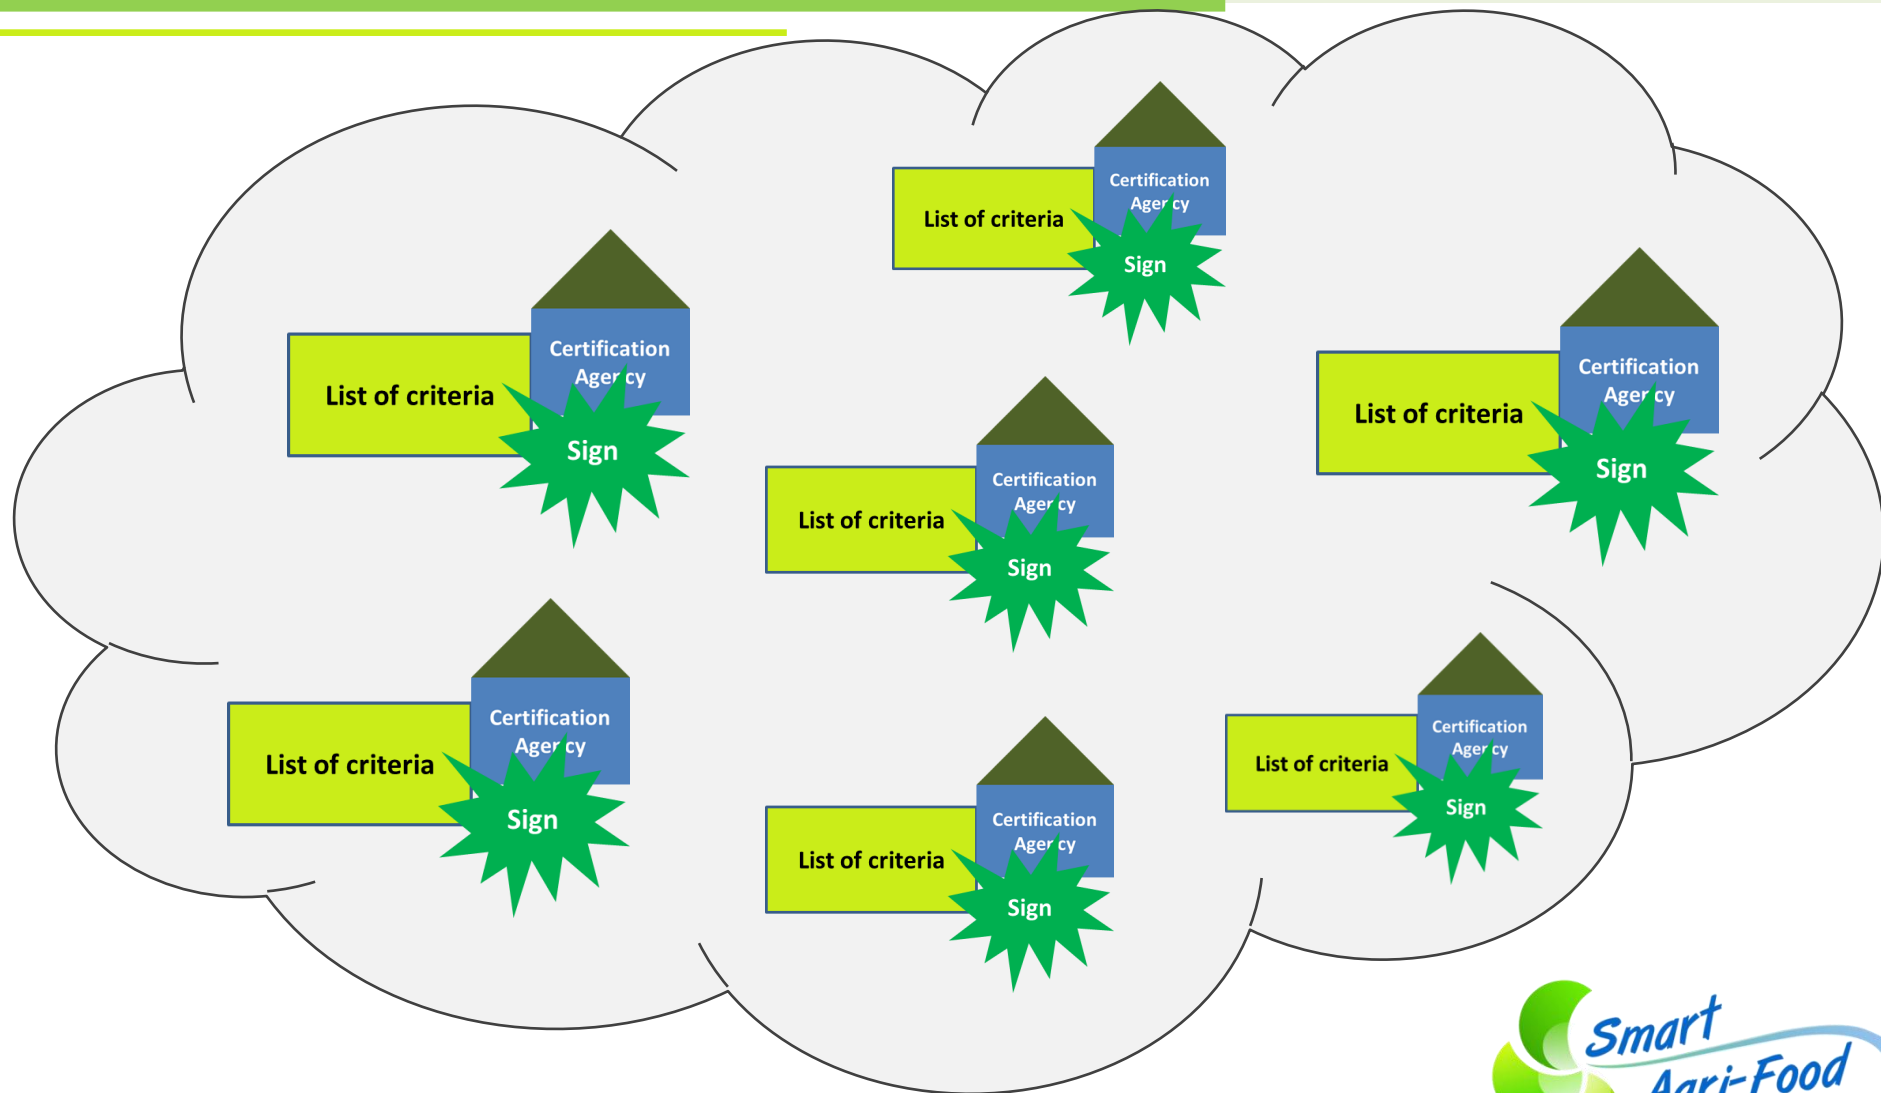 Certification
Agency
List of criteria
Sign
Certification
Agency
List of criteria
Sign
Certification
Agency
List of criteria
Sign
Certification
Agency
List of criteria
Sign
Certification
Agency
List of criteria
Sign
Certification
Agency
List of criteria
Sign
Certification
Agency
List of criteria
Sign
Smart
Agri-Food